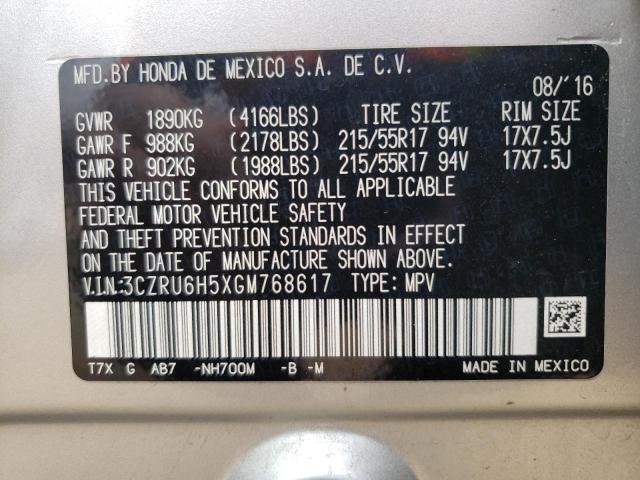 MFD.BY HONDA DE MEXICO S.A. DE C.V.
08/'16
GVWR 1890KG (4166LBS) TIRE SIZE RIM SIZE
GAWR F 988KG (2178LBS) 215/55R17 94V 17X7.5J
GAWR R 902KG (1988LBS) 215/55R17 94V 17X7.5J
THIS VEHICLE CONFORMS TO ALL APPLICABLE
FEDERAL MOTOR VEHICLE SAFETY
AND THEFT PREVENTION STANDARDS IN EFFECT
ON THE DATE OF MANUFACTURE SHOWN ABOVE.
V.I.N:3CZRU6H5XGM768617 TYPE: MPV
T7X G AB7 -NH700M -B -M MADE IN MEXICO